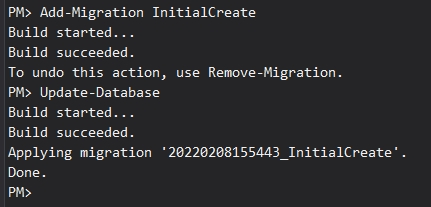 PM> Add-Migration InitialCreate
Build started...
Build succeeded.
To undo this action, use Remove-Migration.
PM> Update-Database
Build started...
Build succeeded.
Applying migration '20220208155443_InitialCreate'.
Done.
PM>